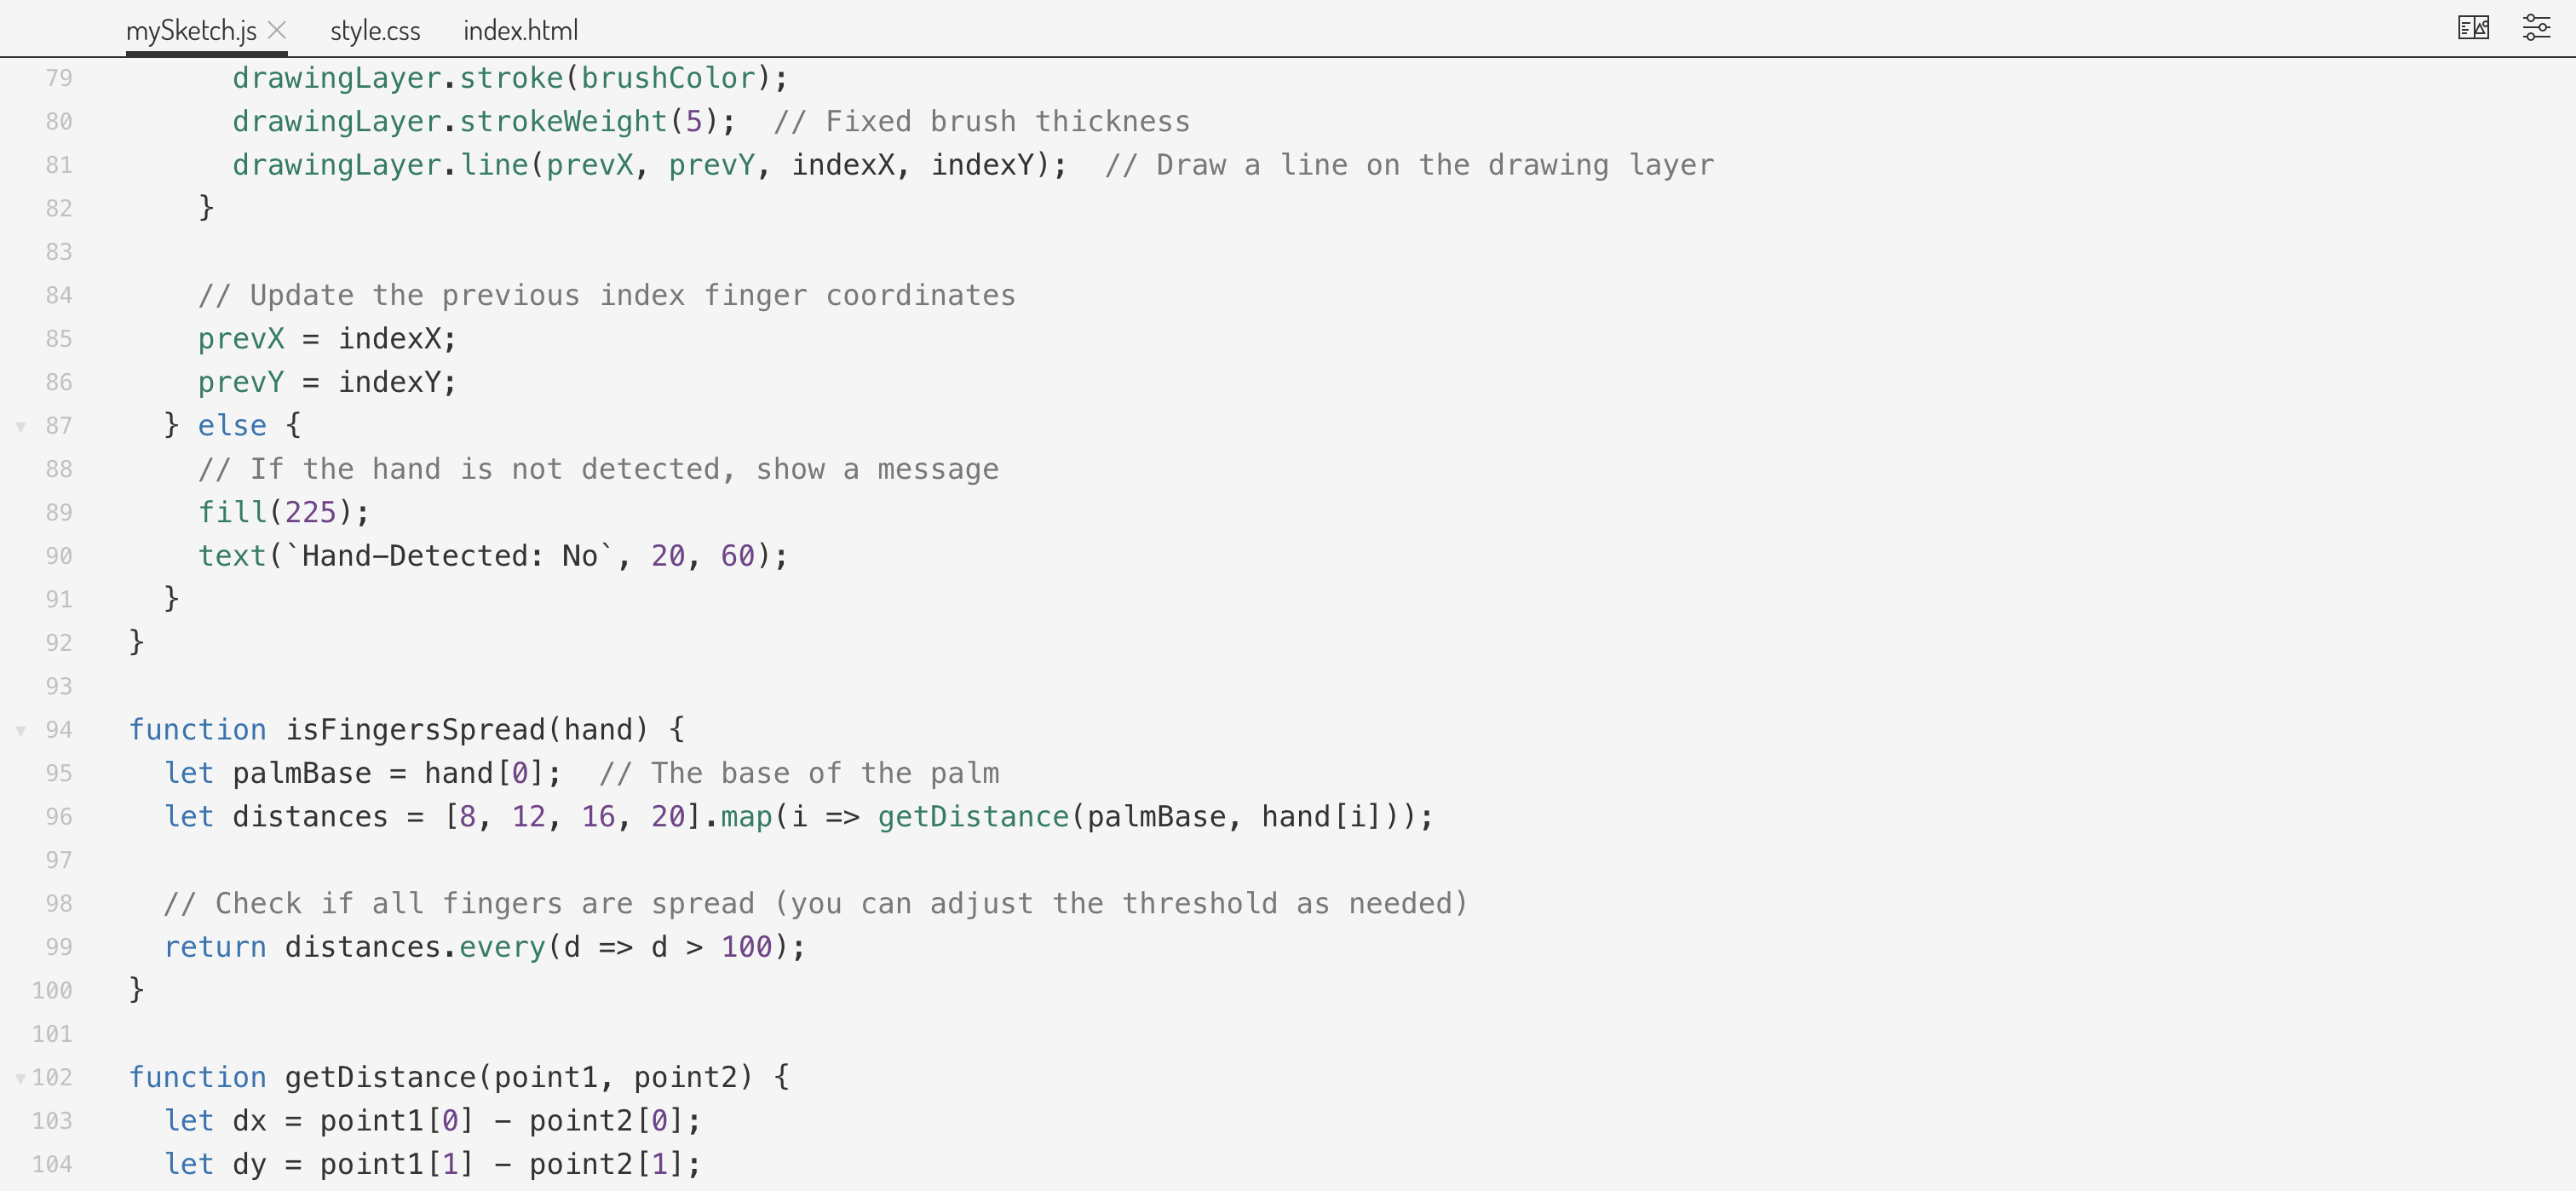 mySketch.js style.css index.html
79 drawingLayer.stroke(brushColor);
80 drawingLayer.strokeWeight(5);  // Fixed brush thickness
81 drawingLayer.line(prevX, prevY, indexX, indexY);  // Draw a line on the drawing layer
82 }
83
84 // Update the previous index finger coordinates
85 prevX = indexX;
86 prevY = indexY;
87 } else {
88 // If the hand is not detected, show a message
89 fill(225);
90 text(`Hand-Detected: No`, 20, 60);
91 }
92 }
93
94 function isFingersSpread(hand) {
95 let palmBase = hand[0];  // The base of the palm
96 let distances = [8, 12, 16, 20].map(i => getDistance(palmBase, hand[i]));
97
98 // Check if all fingers are spread (you can adjust the threshold as needed)
99 return distances.every(d => d > 100);
100 }
101
102 function getDistance(point1, point2) {
103 let dx = point1[0] - point2[0];
104 let dy = point1[1] - point2[1];